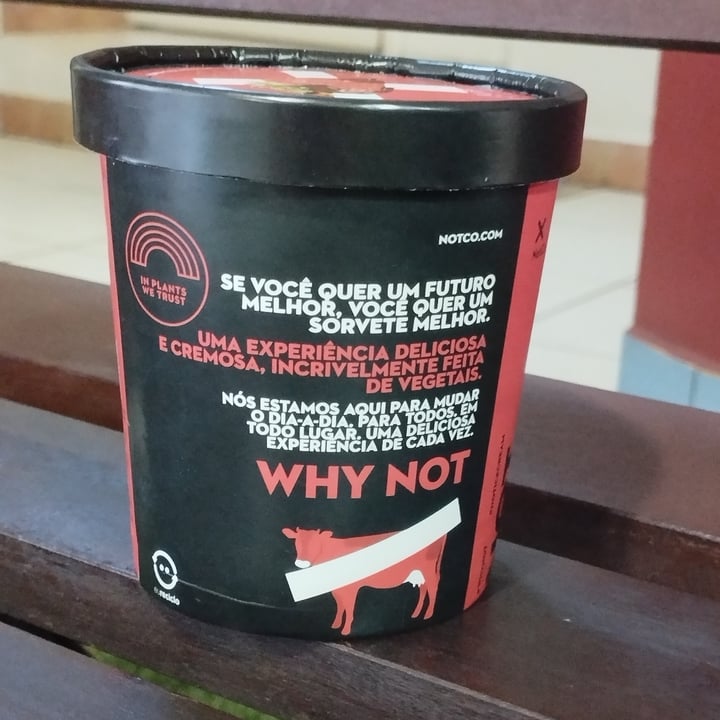 NOTCO.COM
IN PLANTS
WE TRUST
SE VOCÊ QUER UM FUTURO
MELHOR, VOCÊ QUER UM
SORVETE MELHOR.
UMA EXPERIÊNCIA DELICIOSA
E CREMOSA, INCRIVELMENTE FEITA
DE VEGETAIS.
NÓS ESTAMOS AQUI PARA MUDAR
O DIA-A-DIA. PARA TODOS. EM
TODO LUGAR. UMA DELICIOSA
EXPERIÊNCIA DE CADA VEZ.
WHY NOT
eureciclo